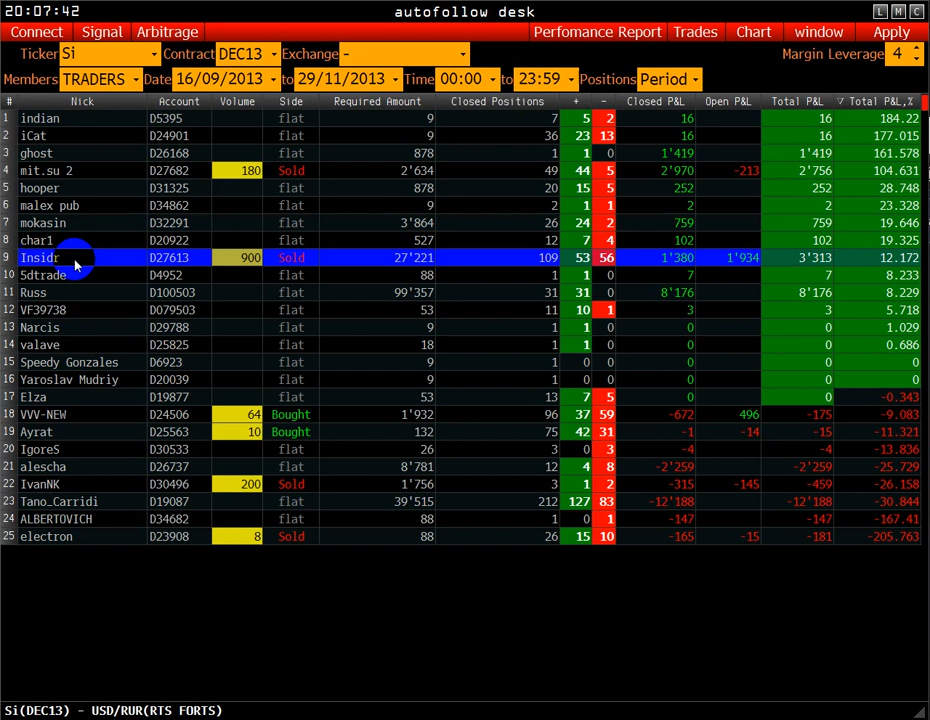 20:07:42 autofollow desk L M C
Connect Signal Arbitrage Perfomance Report Trades Chart window Apply
Ticker Si Contract DEC13 Exchange - Margin Leverage 4
Members TRADERS Date 16/09/2013 to 29/11/2013 Time 00:00 to 23:59 Positions Period
# Nick Account Volume Side Required Amount Closed Positions + - Closed P&L Open P&L Total P&L ▽ Total P&L,%
1 indian D5395 flat 9 7 5 2 16 16 184.22
2 iCat D24901 flat 9 36 23 13 16 16 177.015
3 ghost D26168 flat 878 1 1 0 1'419 1'419 161.578
4 mit.su 2 D27682 180 Sold 2'634 49 44 5 2'970 -213 2'756 104.631
5 hooper D31325 flat 878 20 15 5 252 252 28.748
6 malex pub D34862 flat 9 2 1 1 2 2 23.328
7 mokasin D32291 flat 3'864 26 24 2 759 759 19.646
8 char1 D20922 flat 527 12 7 4 102 102 19.325
9 Insidr D27613 900 Sold 27'221 109 53 56 1'380 1'934 3'313 12.172
10 5dtrade D4952 flat 88 1 1 0 7 7 8.233
11 Russ D100503 flat 99'357 31 31 0 8'176 8'176 8.229
12 VF39738 D079503 flat 53 11 10 1 3 3 5.718
13 Narcis D29788 flat 9 1 1 0 0 0 1.029
14 valave D25825 flat 18 1 1 0 0 0 0.686
15 Speedy Gonzales D6923 flat 9 1 0 0 0 0 0
16 Yaroslav Mudriy D20039 flat 9 1 0 0 0 0 0
17 Elza D19877 flat 53 13 7 5 0 0 -0.343
18 VVV-NEW D24506 64 Bought 1'932 96 37 59 -672 496 -175 -9.083
19 Ayrat D25563 10 Bought 132 75 42 31 -1 -14 -15 -11.321
20 IgoreS D30533 flat 26 3 0 3 -4 -4 -13.836
21 alescha D26737 flat 8'781 12 4 8 -2'259 -2'259 -25.729
22 IvanNK D30496 200 Sold 1'756 3 1 2 -315 -145 -459 -26.158
23 Tano_Carridi D19087 flat 39'515 212 127 83 -12'188 -12'188 -30.844
24 ALBERTOVICH D34682 flat 88 1 0 1 -147 -147 -167.41
25 electron D23908 8 Sold 88 26 15 10 -165 -15 -181 -205.763
Si(DEC13) - USD/RUR(RTS FORTS)